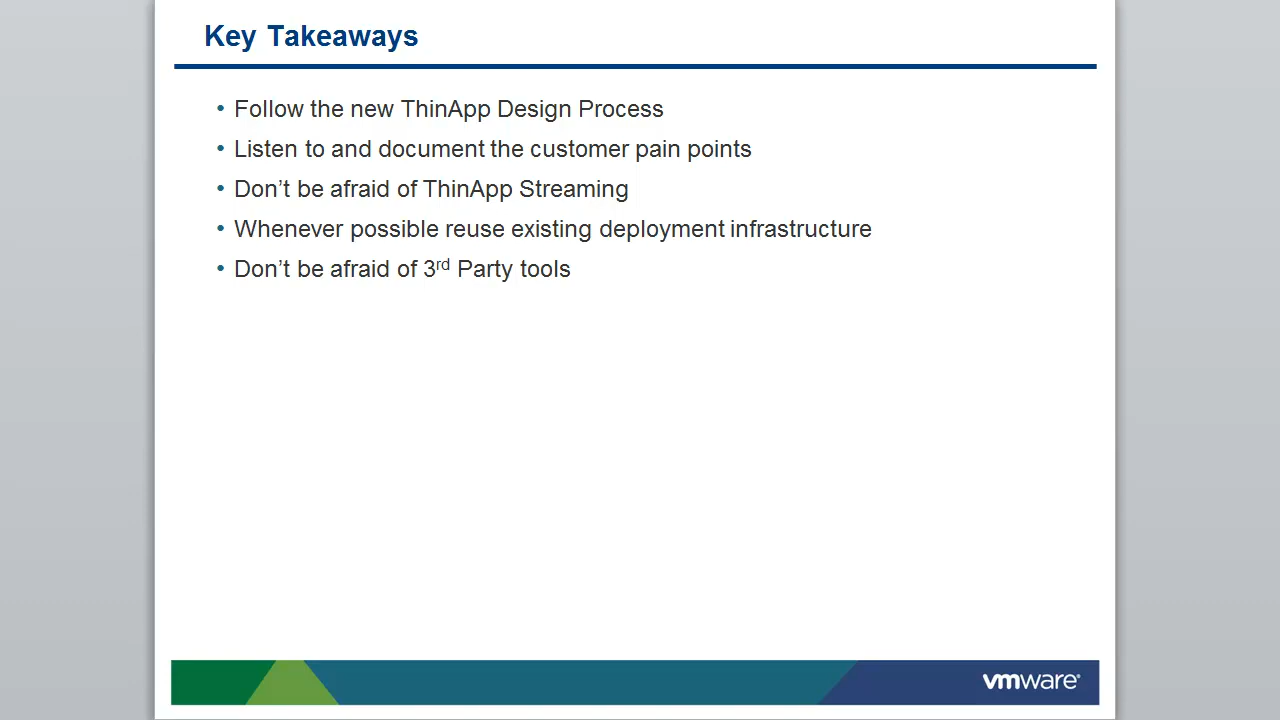 Key Takeaways
• Follow the new ThinApp Design Process
• Listen to and document the customer pain points
• Don’t be afraid of ThinApp Streaming
• Whenever possible reuse existing deployment infrastructure
• Don’t be afraid of 3rd Party tools
vmware®